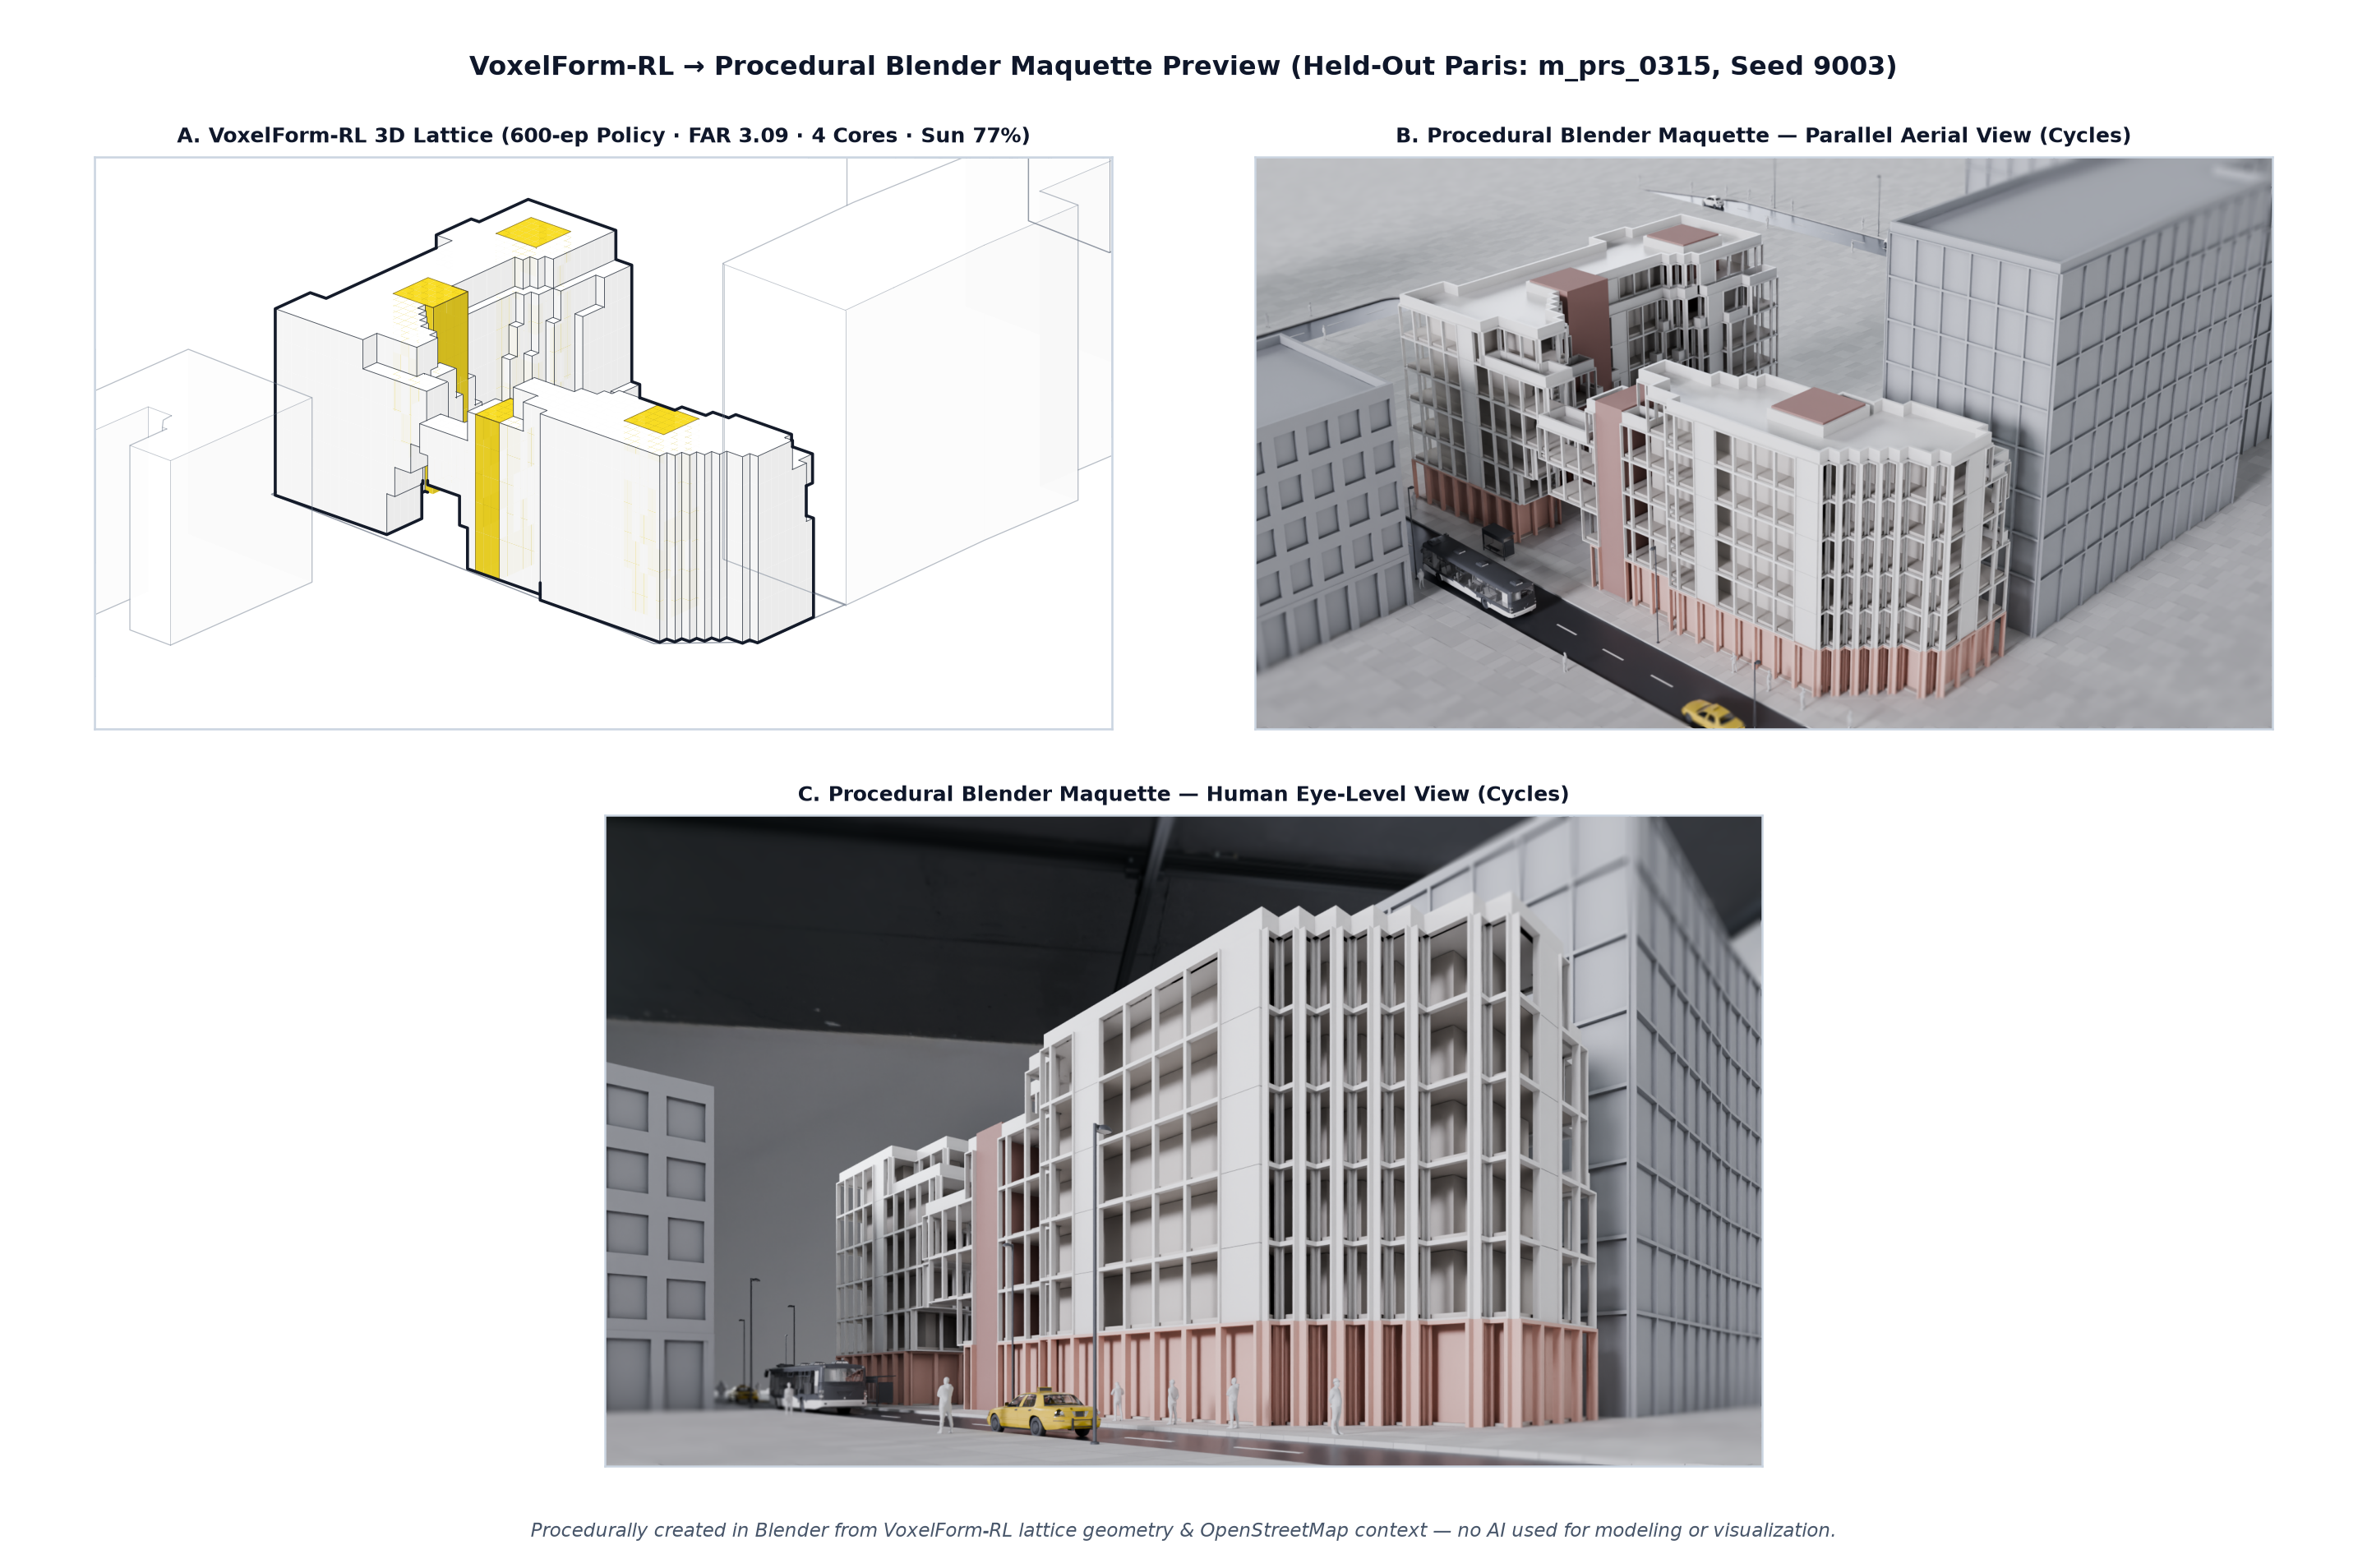 VoxelForm-RL → Procedural Blender Maquette Preview (Held-Out Paris: m_prs_0315, Seed 9003)
A. VoxelForm-RL 3D Lattice (600-ep Policy · FAR 3.09 · 4 Cores · Sun 77%)
B. Procedural Blender Maquette — Parallel Aerial View (Cycles)
C. Procedural Blender Maquette — Human Eye-Level View (Cycles)
Procedurally created in Blender from VoxelForm-RL lattice geometry & OpenStreetMap context — no AI used for modeling or visualization.